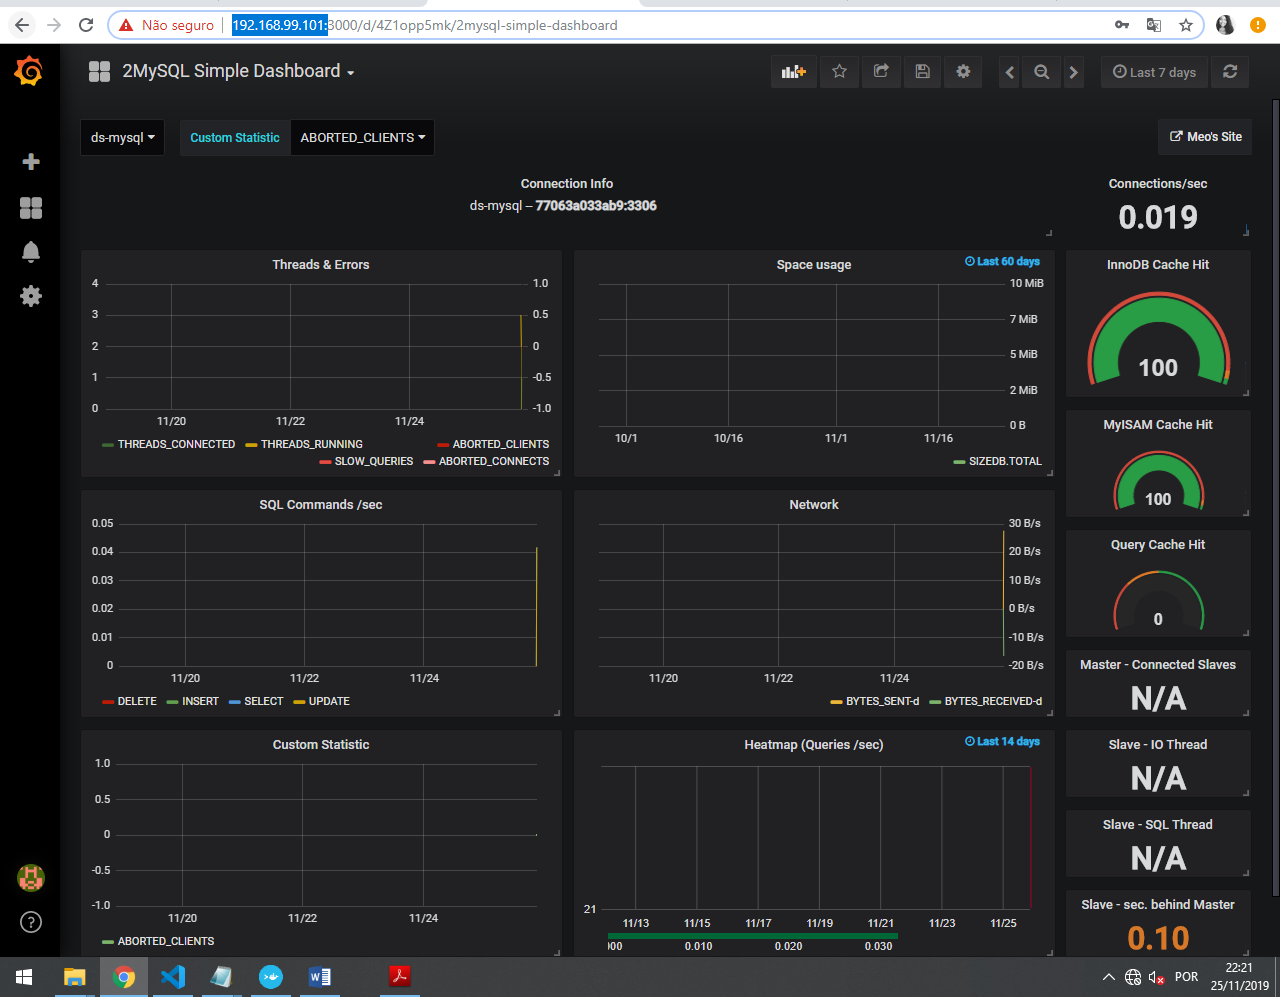 Não seguro | 192.168.99.101:3000/d/4Z1opp5mk/2mysql-simple-dashboard
2MySQL Simple Dashboard
Last 7 days
ds-mysql
Custom Statistic
ABORTED_CLIENTS
Meo's Site
Connection Info
ds-mysql – 77063a033ab9:3306
Connections/sec
0.019
Threads & Errors
4
3
2
1
0
1.0
0.5
0
-0.5
-1.0
11/20 11/22 11/24
THREADS_CONNECTED THREADS_RUNNING ABORTED_CLIENTS
SLOW_QUERIES ABORTED_CONNECTS
Space usage
Last 60 days
10 MiB
7 MiB
5 MiB
2 MiB
0 B
10/1 10/16 11/1 11/16
SIZEDB.TOTAL
InnoDB Cache Hit
100
MyISAM Cache Hit
100
SQL Commands /sec
0.05
0.04
0.03
0.02
0.01
0
11/20 11/22 11/24
DELETE INSERT SELECT UPDATE
Network
30 B/s
20 B/s
10 B/s
0 B/s
-10 B/s
-20 B/s
11/20 11/22 11/24
BYTES_SENT-d BYTES_RECEIVED-d
Query Cache Hit
0
Master - Connected Slaves
N/A
Custom Statistic
1.0
0.5
0
-0.5
-1.0
11/20 11/22 11/24
ABORTED_CLIENTS
Heatmap (Queries /sec)
Last 14 days
21
11/13 11/15 11/17 11/19 11/21 11/23 11/25
000 0.010 0.020 0.030
Slave - IO Thread
N/A
Slave - SQL Thread
N/A
Slave - sec. behind Master
0.10
POR
22:21
25/11/2019